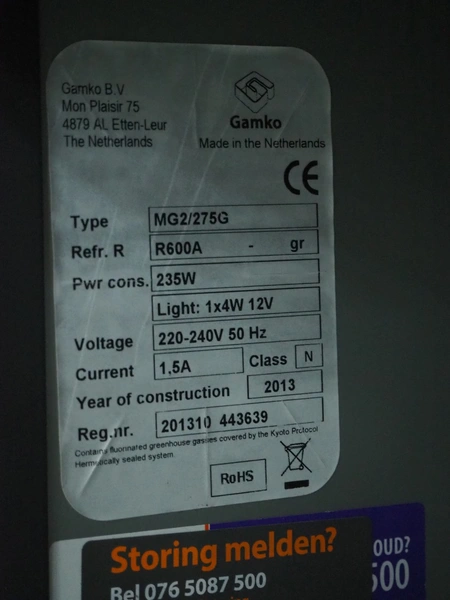 Gamko B.V
Mon Plaisir 75
4879 AL Etten-Leur
The Netherlands
Gamko
Made in the Netherlands
CE
Type MG2/275G
Refr. R R600A - gr
Pwr cons. 235W
Light: 1x4W 12V
Voltage 220-240V 50 Hz
Current 1.5A Class N
Year of construction 2013
Reg.nr. 201310 443639
Contains fluorinated greenhouse gasses covered by the Kyoto Protocol
Hermetically sealed system.
RoHS
Storing melden?
Bel 076 5087 500
OUD?
500